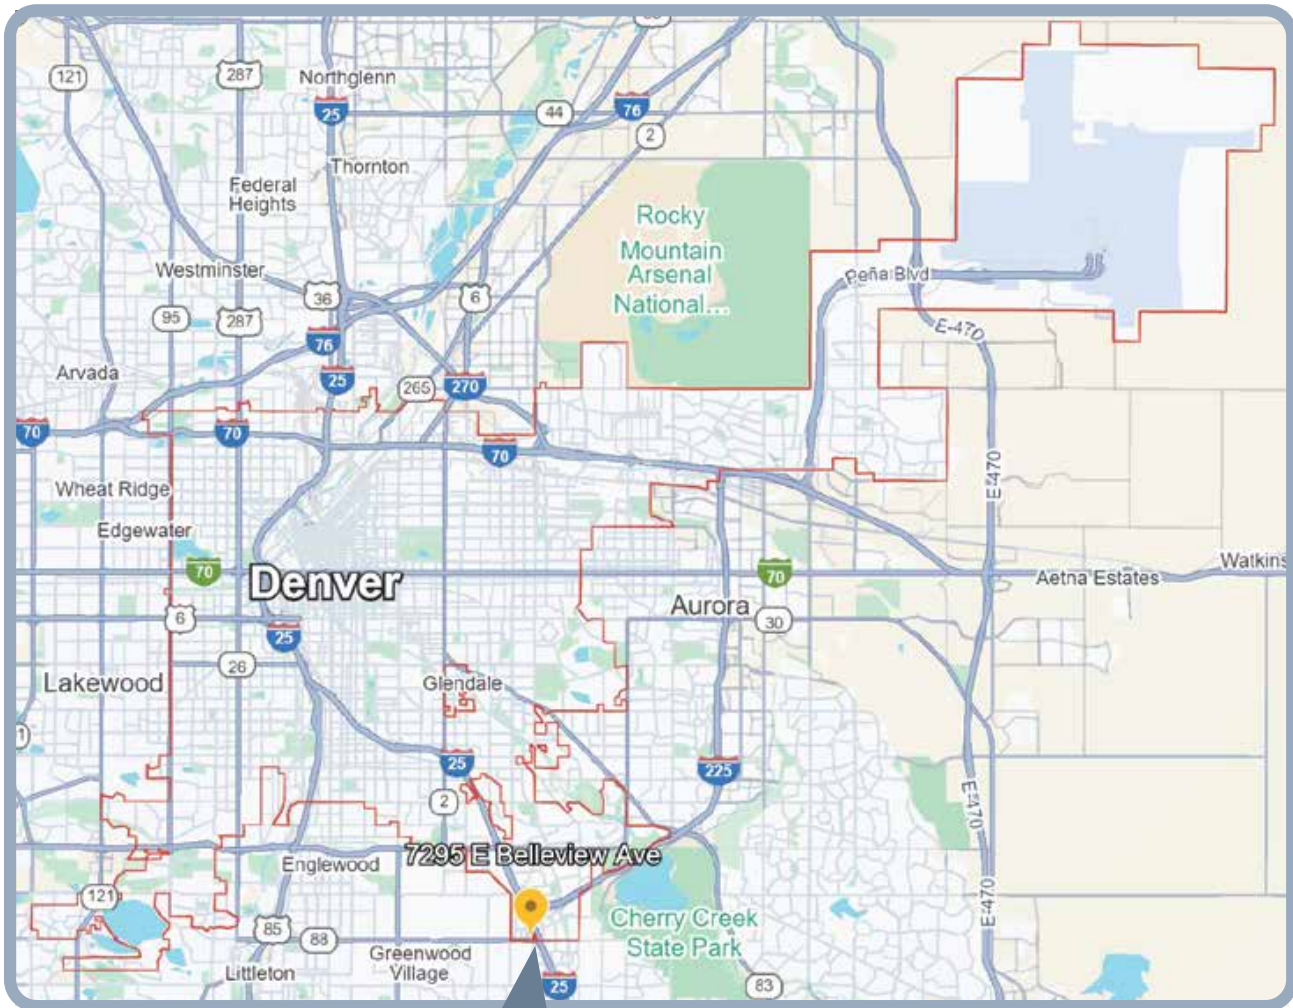 121
287
Northglenn
25
44
76
2
Thornton
Federal
Heights
Rocky
Mountain
Arsenal
National...
Westminster
Peña Blvd
36
6
95
287
E-470
76
Arvada
25
265
270
70
70
70
E-470
Wheat Ridge
Edgewater
Watkins
70
Denver
70
Aetna Estates
Aurora
6
30
25
26
Lakewood
Glendale
25
225
2
E-470
7295 E Belleview Ave
Englewood
121
E-470
Cherry Creek
State Park
85
88
Greenwood
Village
Littleton
25
83